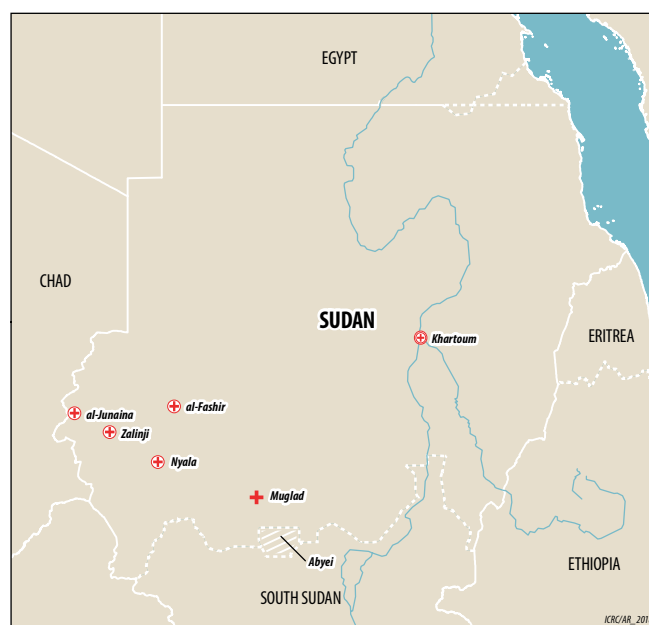 EGYPT
CHAD
SUDAN
Khartoum
ERITREA
al-Fashir
al-Junaina
Zalinji
Nyala
Muglad
Abyei
ETHIOPIA
SOUTH SUDAN